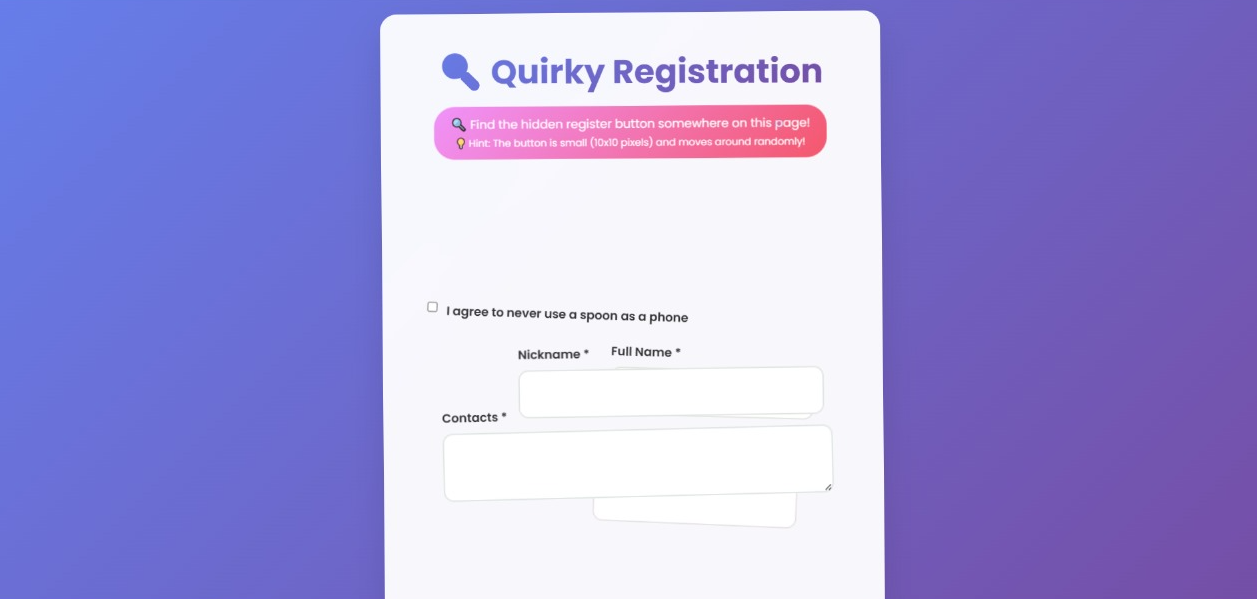 🔍 Quirky Registration
🔍 Find the hidden register button somewhere on this page!
💡 Hint: The button is small (10x10 pixels) and moves around randomly!
I agree to never use a spoon as a phone
Nickname *
Full Name *
Contacts *